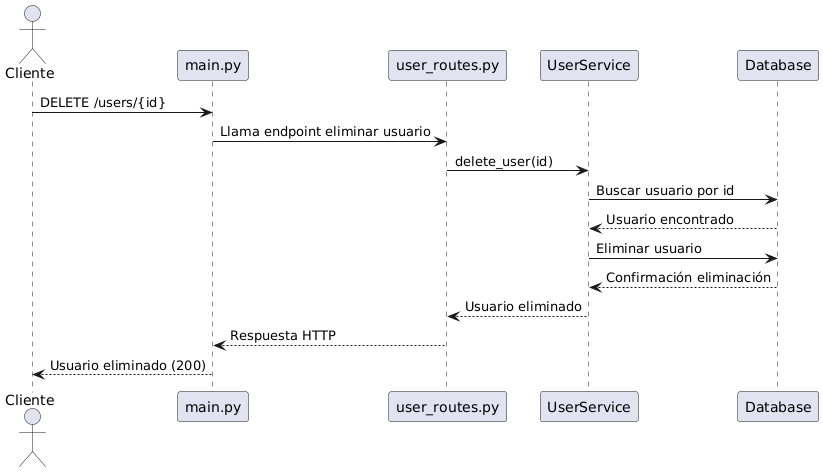 Cliente
main.py
user_routes.py
UserService
Database
DELETE /users/{id}
Llama endpoint eliminar usuario
delete_user(id)
Buscar usuario por id
Usuario encontrado
Eliminar usuario
Confirmación eliminación
Usuario eliminado
Respuesta HTTP
Usuario eliminado (200)
Cliente
main.py
user_routes.py
UserService
Database